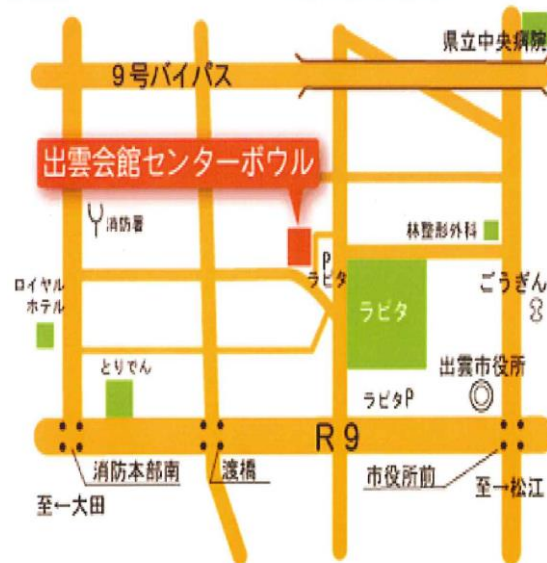 県立中央病院
9号バイパス
出雲会館センターボウル
消防署
林整形外科
P
ラピタ
ロイヤル
ホテル
ラピタ
ごうぎん
とりでん
出雲市役所
ラピタP
R9
消防本部南
渡橋
市役所前
至←大田
至→松江